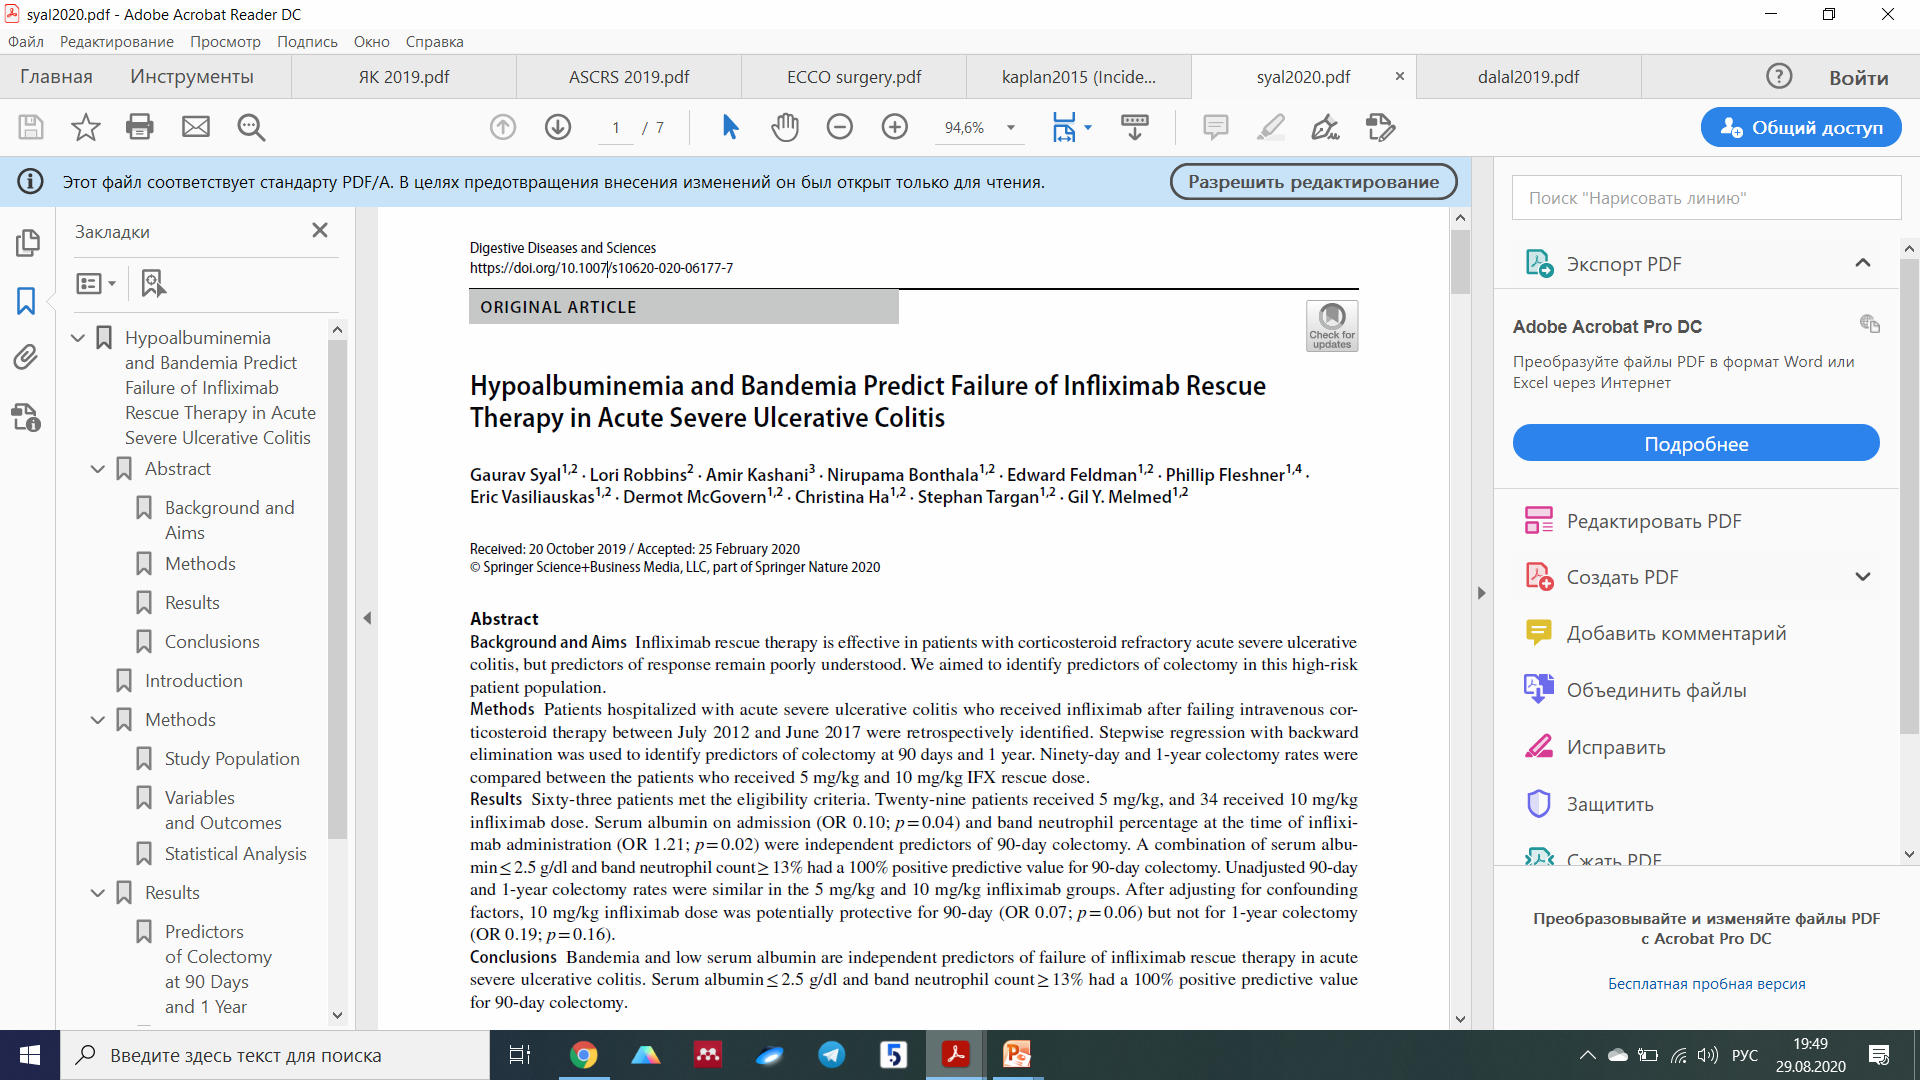 syal2020.pdf - Adobe Acrobat Reader DC
Файл Редактирование Просмотр Подпись Окно Справка
Главная Инструменты ЯК 2019.pdf ASCRS 2019.pdf ECCO surgery.pdf kaplan2015 (Incide... syal2020.pdf × dalal2019.pdf ? Войти
1 / 7 94,6% Общий доступ
Этот файл соответствует стандарту PDF/A. В целях предотвращения внесения изменений он был открыт только для чтения. Разрешить редактирование
Закладки
Hypoalbuminemia
and Bandemia Predict
Failure of Infliximab
Rescue Therapy in Acute
Severe Ulcerative Colitis
Abstract
Background and
Aims
Methods
Results
Conclusions
Introduction
Methods
Study Population
Variables
and Outcomes
Statistical Analysis
Results
Predictors
of Colectomy
at 90 Days
and 1 Year
Digestive Diseases and Sciences
https://doi.org/10.1007/s10620-020-06177-7
ORIGINAL ARTICLE
Check for
updates
Hypoalbuminemia and Bandemia Predict Failure of Infliximab Rescue
Therapy in Acute Severe Ulcerative Colitis
Gaurav Syal1,2 · Lori Robbins2 · Amir Kashani3 · Nirupama Bonthala1,2 · Edward Feldman1,2 · Phillip Fleshner1,4 ·
Eric Vasiliauskas1,2 · Dermot McGovern1,2 · Christina Ha1,2 · Stephan Targan1,2 · Gil Y. Melmed1,2
Received: 20 October 2019 / Accepted: 25 February 2020
© Springer Science+Business Media, LLC, part of Springer Nature 2020
Abstract
Background and Aims Infliximab rescue therapy is effective in patients with corticosteroid refractory acute severe ulcerative
colitis, but predictors of response remain poorly understood. We aimed to identify predictors of colectomy in this high-risk
patient population.
Methods Patients hospitalized with acute severe ulcerative colitis who received infliximab after failing intravenous cor-
ticosteroid therapy between July 2012 and June 2017 were retrospectively identified. Stepwise regression with backward
elimination was used to identify predictors of colectomy at 90 days and 1 year. Ninety-day and 1-year colectomy rates were
compared between the patients who received 5 mg/kg and 10 mg/kg IFX rescue dose.
Results Sixty-three patients met the eligibility criteria. Twenty-nine patients received 5 mg/kg, and 34 received 10 mg/kg
infliximab dose. Serum albumin on admission (OR 0.10; p=0.04) and band neutrophil percentage at the time of inflixi-
mab administration (OR 1.21; p=0.02) were independent predictors of 90-day colectomy. A combination of serum albu-
min≤2.5 g/dl and band neutrophil count≥13% had a 100% positive predictive value for 90-day colectomy. Unadjusted 90-day
and 1-year colectomy rates were similar in the 5 mg/kg and 10 mg/kg infliximab groups. After adjusting for confounding
factors, 10 mg/kg infliximab dose was potentially protective for 90-day (OR 0.07; p=0.06) but not for 1-year colectomy
(OR 0.19; p=0.16).
Conclusions Bandemia and low serum albumin are independent predictors of failure of infliximab rescue therapy in acute
severe ulcerative colitis. Serum albumin≤2.5 g/dl and band neutrophil count≥13% had a 100% positive predictive value
for 90-day colectomy.
Поиск "Нарисовать линию"
Экспорт PDF
Adobe Acrobat Pro DC
Преобразуйте файлы PDF в формат Word или
Excel через Интернет
Подробнее
Редактировать PDF
Создать PDF
Добавить комментарий
Объединить файлы
Исправить
Защитить
Сжать PDF
Преобразовывайте и изменяйте файлы PDF
с Acrobat Pro DC
Бесплатная пробная версия
Введите здесь текст для поиска
5
РУС
19:49
29.08.2020